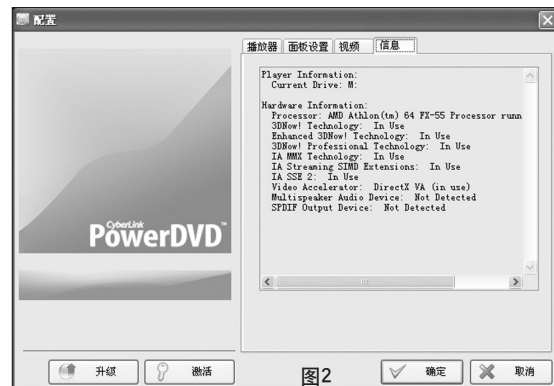 配置
播放器 面板设置 视频 信息
Player Information:
Current Drive: M:
Hardware Information:
Processor: AMD Athlon(tm) 64 FX-55 Processor runn
3DNow! Technology: In Use
Enhanced 3DNow! Technology: In Use
3DNow! Professional Technology: In Use
IA MMX Technology: In Use
IA Streaming SIMD Extensions: In Use
IA SSE 2: In Use
Video Accelerator: DirectX VA (in use)
Multispeaker Audio Device: Not Detected
SPDIF Output Device: Not Detected
CyberLink
PowerDVD™
升级 激活 图2 确定 取消